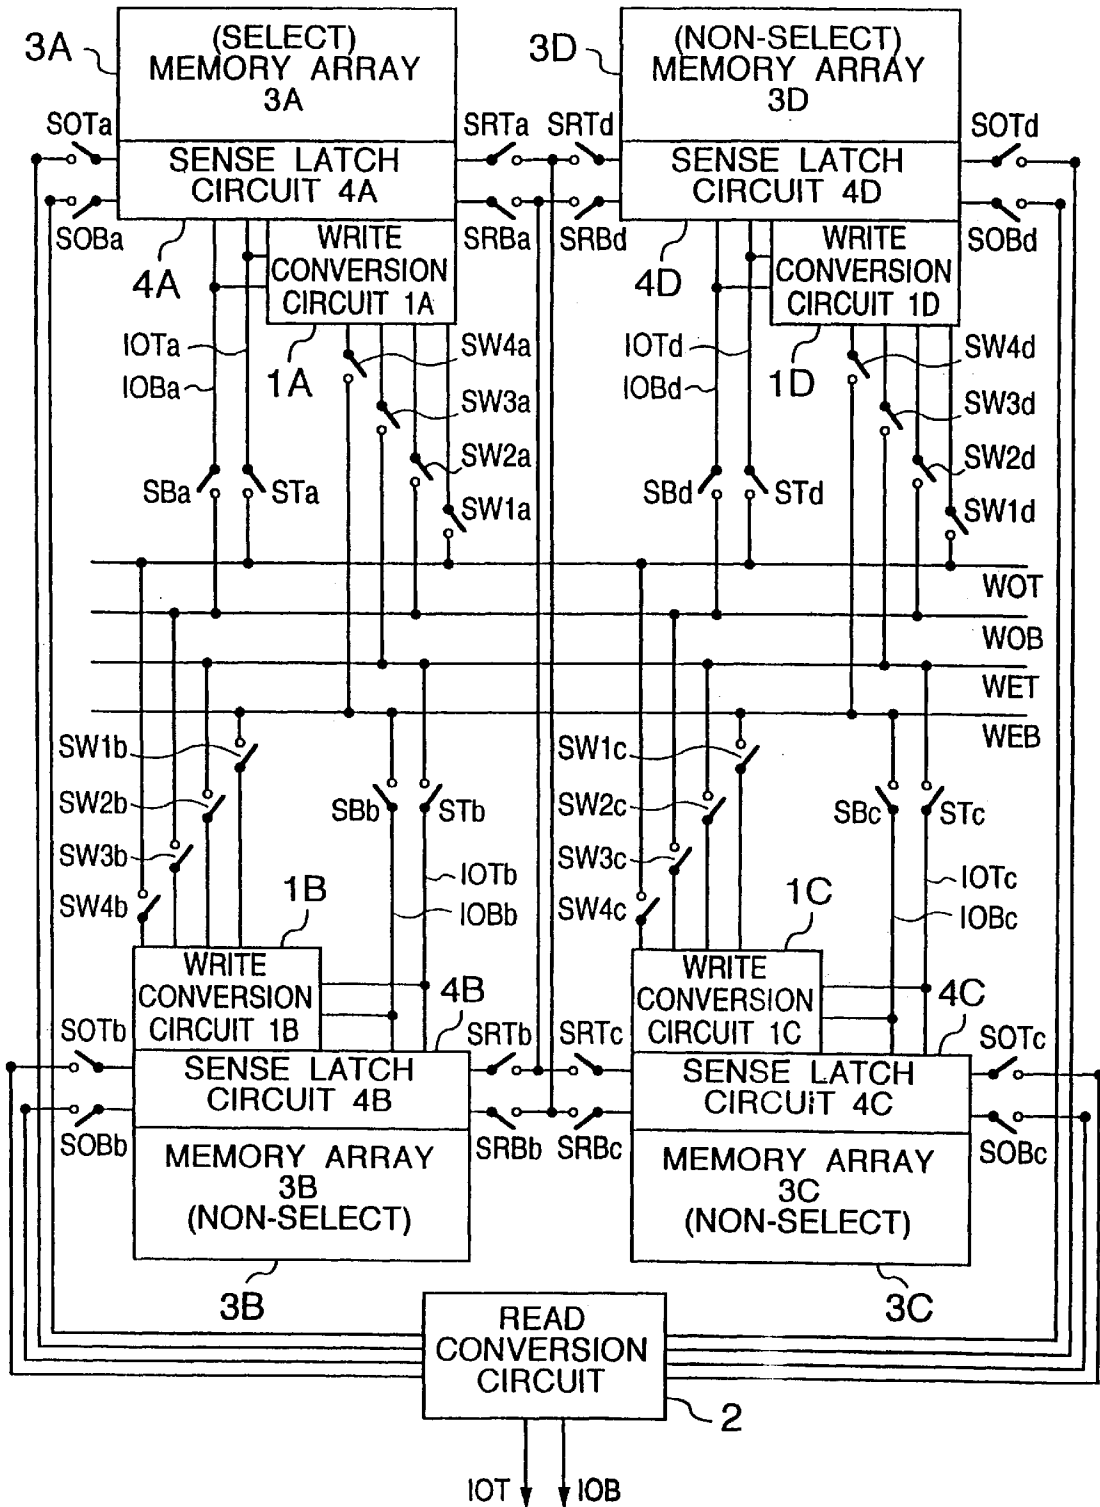 (SELECT)
MEMORY ARRAY
3A
3A
(NON-SELECT)
MEMORY ARRAY
3D
3D
SOTa
SRTa
SRTd
SOTd
SENSE LATCH
CIRCUIT 4A
SENSE LATCH
CIRCUIT 4D
SOBa
SRBa
SRBd
SOBd
4A
WRITE
CONVERSION
CIRCUIT 1A
4D
WRITE
CONVERSION
CIRCUIT 1D
IOTa
IOBa
1A
SW4a
SW3a
SW2a
SW1a
IOTd
IOBd
1D
SW4d
SW3d
SW2d
SW1d
SBa
STa
SBd
STd
WOT
WOB
WET
WEB
SW1b
SW2b
SW3b
SW4b
SBb
STb
IOTb
IOBb
1B
SW1c
SW2c
SW3c
SW4c
SBc
STc
IOTc
IOBc
1C
WRITE
CONVERSION
CIRCUIT 1B
4B
WRITE
CONVERSION
CIRCUIT 1C
4C
SOTb
SRTb
SRTc
SOTc
SENSE LATCH
CIRCUIT 4B
SENSE LATCH
CIRCUIT 4C
SOBb
SRBb
SRBc
SOBc
MEMORY ARRAY
3B
(NON-SELECT)
MEMORY ARRAY
3C
(NON-SELECT)
3B
3C
READ
CONVERSION
CIRCUIT
2
IOT
IOB